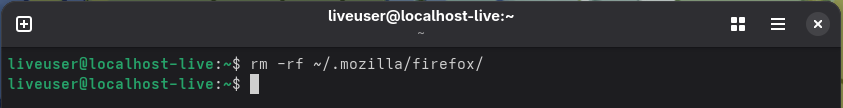 liveuser@localhost-live:~
~
liveuser@localhost-live:~$ rm -rf ~/.mozilla/firefox/
liveuser@localhost-live:~$